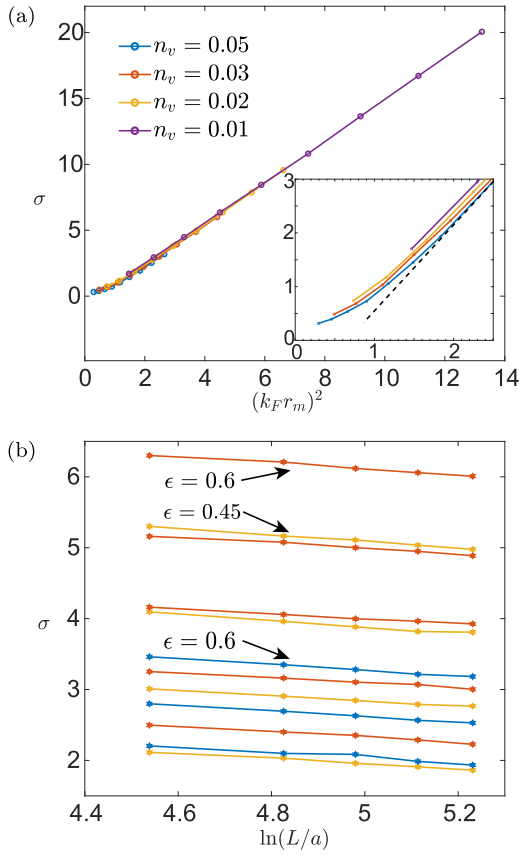 (a)
20
15
10
5
0
σ
n_v = 0.05
n_v = 0.03
n_v = 0.02
n_v = 0.01
3
2
1
0
0 1 2
0 2 4 6 8 10 12 14
(k_F r_m)^2
(b)
6
5
4
3
2
σ
ϵ = 0.6
ϵ = 0.45
ϵ = 0.6
4.4 4.6 4.8 5 5.2
ln(L/a)